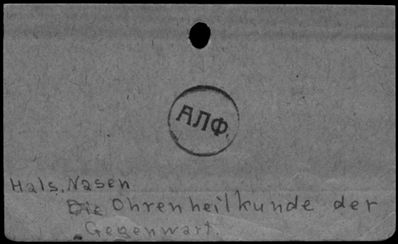 АЛФ.
Hals, Nasen
Die Ohrenheilkunde der
Gegenwart.